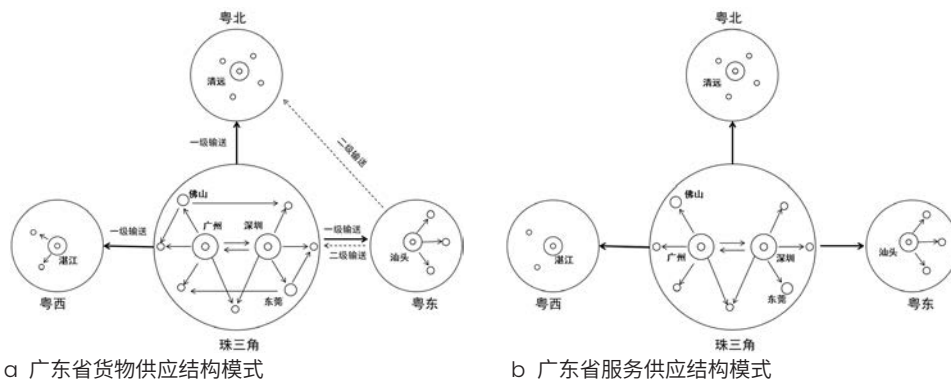 粤北
清远
一级输送
二级输送
佛山
广州
深圳
一级输送
一级输送
二级输送
湛江
汕头
东莞
粤西
粤东
珠三角
a 广东省货物供应结构模式
粤北
清远
佛山
广州
深圳
湛江
汕头
东莞
粤西
粤东
珠三角
b 广东省服务供应结构模式